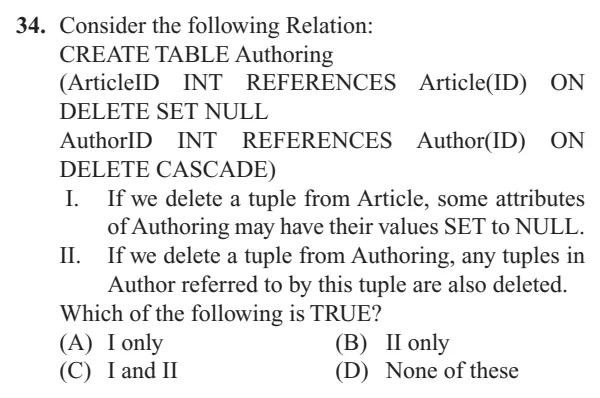 34. Consider the following Relation:
CREATE TABLE Authoring
(ArticleID INT REFERENCES Article(ID) ON
DELETE SET NULL
AuthorID INT REFERENCES Author(ID) ON
DELETE CASCADE)
I. If we delete a tuple from Article, some attributes
of Authoring may have their values SET to NULL.
II. If we delete a tuple from Authoring, any tuples in
Author referred to by this tuple are also deleted.
Which of the following is TRUE?
(A) I only (B) II only
(C) I and II (D) None of these